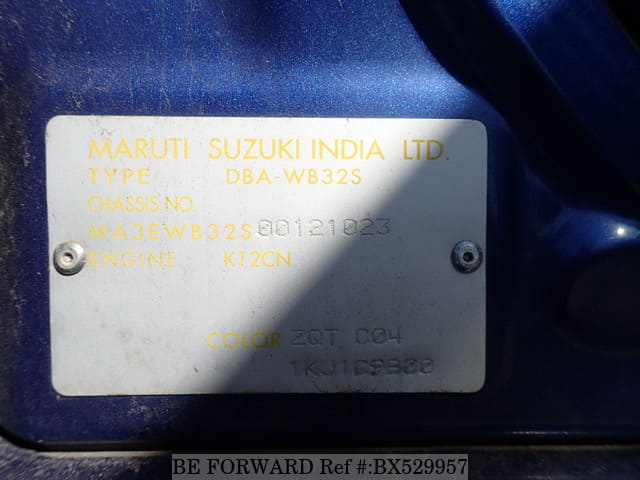 MARUTI SUZUKI INDIA LTD.
TYPE DBA-WB32S
CHASSIS NO.
MA3EWB32S00121023
ENGINE K12CN
COLOR ZQT C04
1KJ1C9B00
BE FORWARD Ref #:BX529957